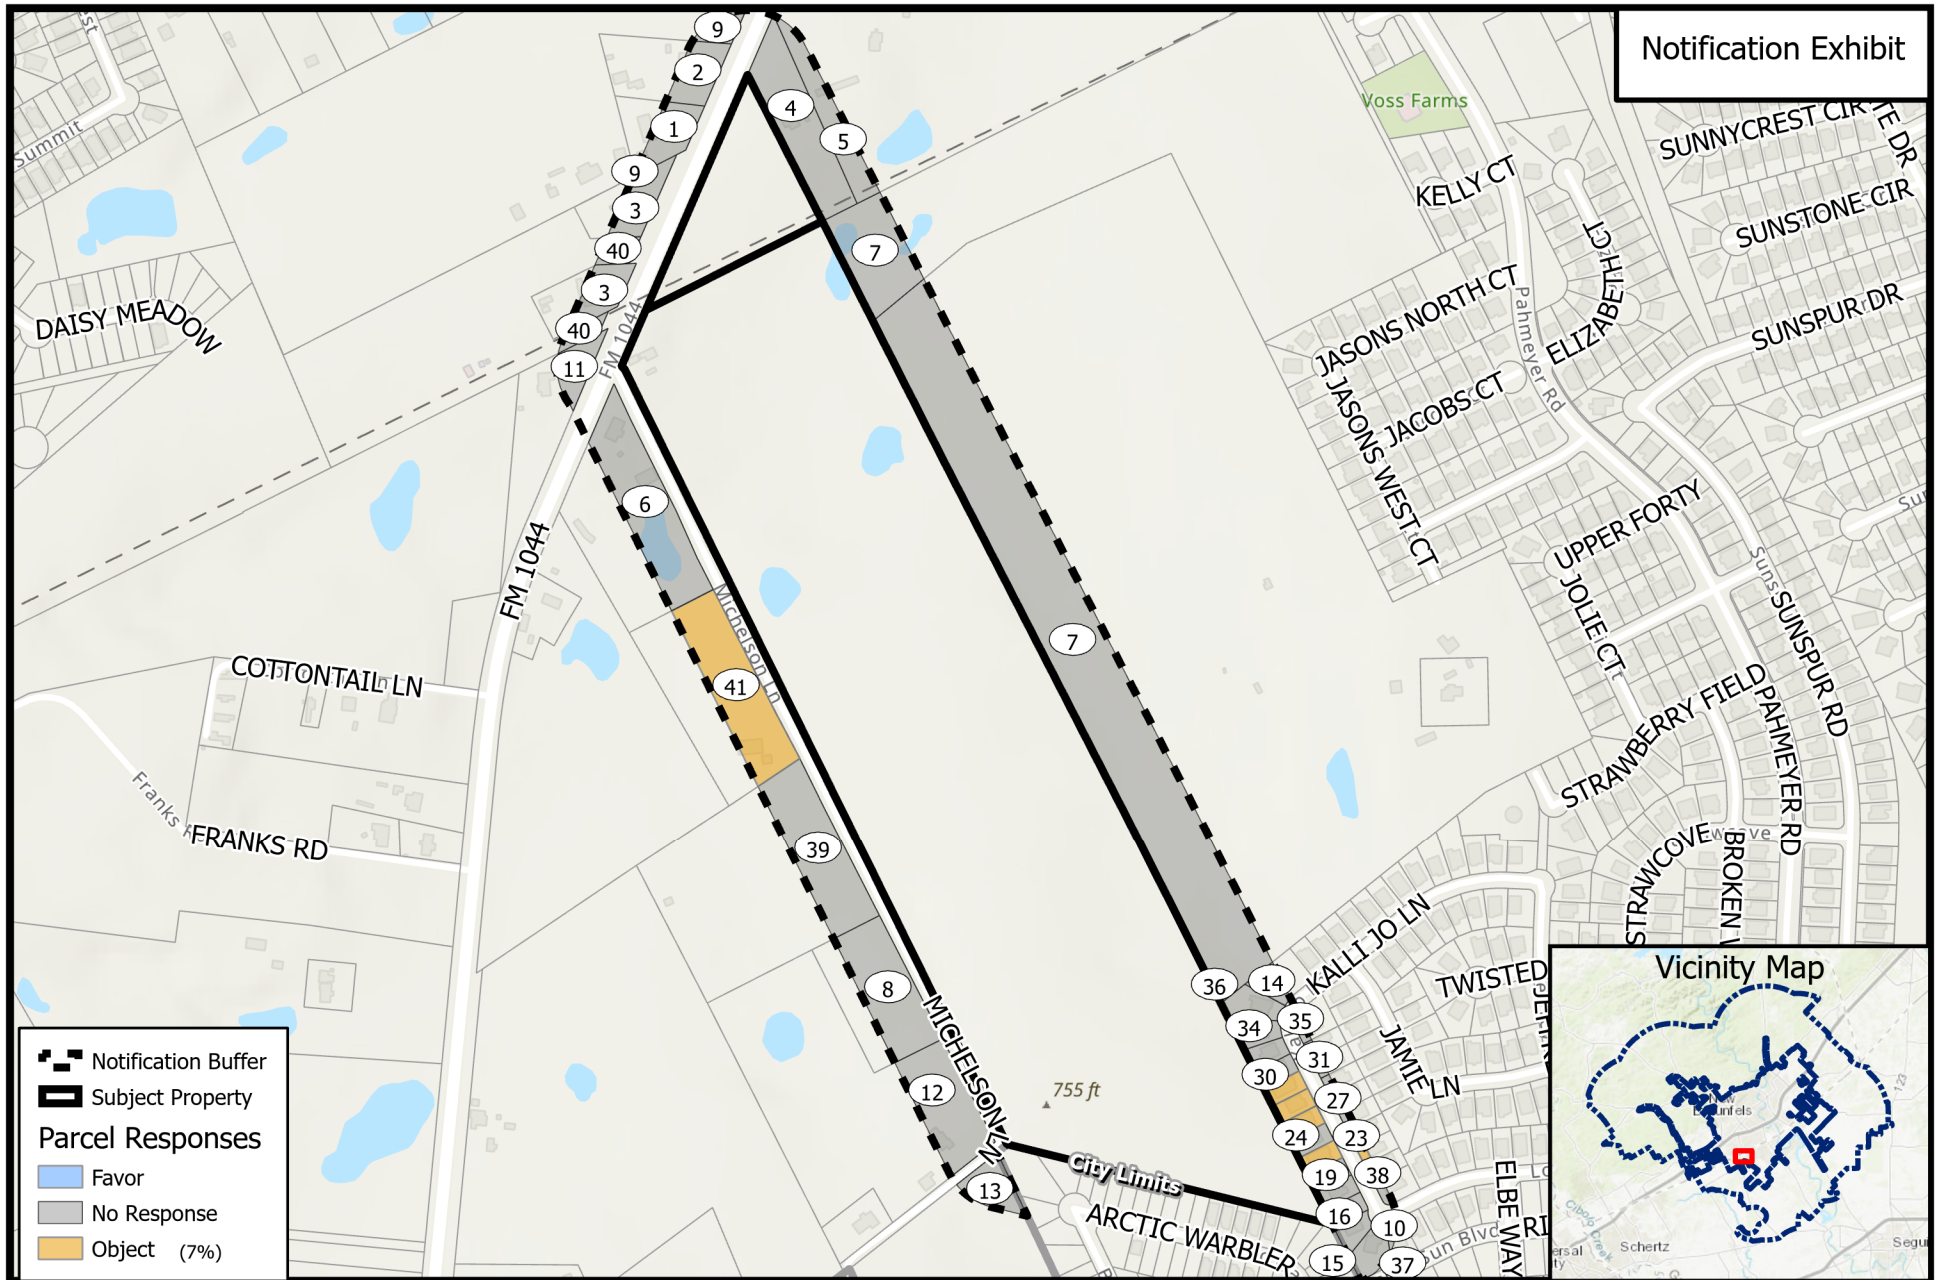 Notification Exhibit
Summit
DAISY MEADOW
9
2
1
9
3
40
3
40
11
4
5
7
FM 1044
6
FM 1044
Michelson Ln
41
39
8
12
13
MICHELSON LN
7
755 ft
City Limits
ARCTIC WARBLER
COTTONTAIL LN
Franks
FRANKS RD
Voss Farms
KELLY CT
SUNNYCREST CIR
SUNSTONE CIR
ELIZABETH CT
JASONS NORTH CT
Pahmeyer Rd
SUNSPUR DR
JACOBS CT
JASONS WEST CT
UPPER FORTY
JOLIE CT
SUNSPUR RD
STRAWBERRY FIELD
PAHMEYER RD
STRAWCOVE
BROKEN
KALLI JO LN
TWISTED
JAMIE LN
ELBE WAY
36
14
34
35
30
31
27
24
23
19
38
16
10
15
37
Notification Buffer
Subject Property
Parcel Responses
Favor
No Response
Object (7%)
Vicinity Map
New
123
Cibolo
Creek
Schertz